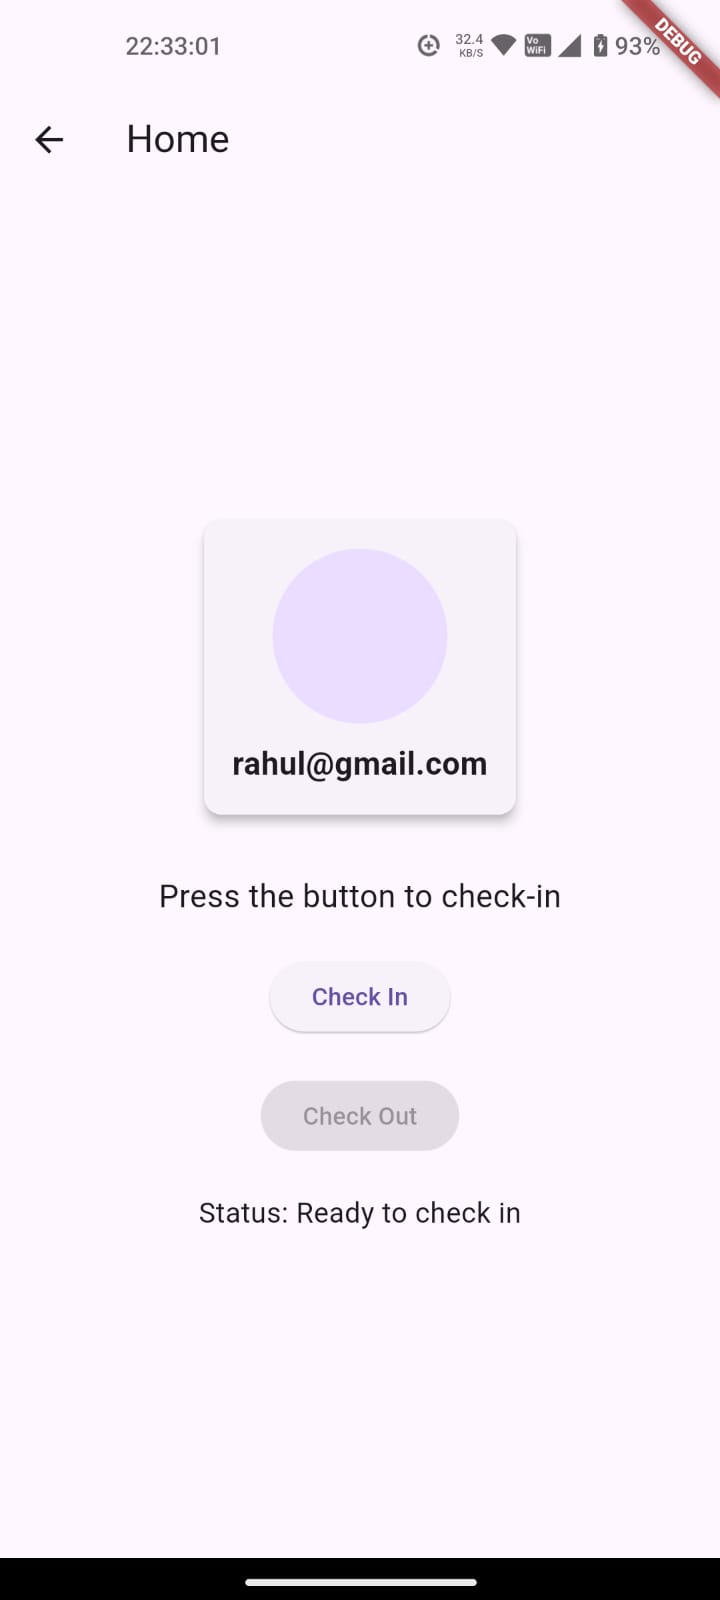 22:33:01
32.4
KB/S
Vo
WiFi
93%
DEBUG
Home
rahul@gmail.com
Press the button to check-in
Check In
Check Out
Status: Ready to check in